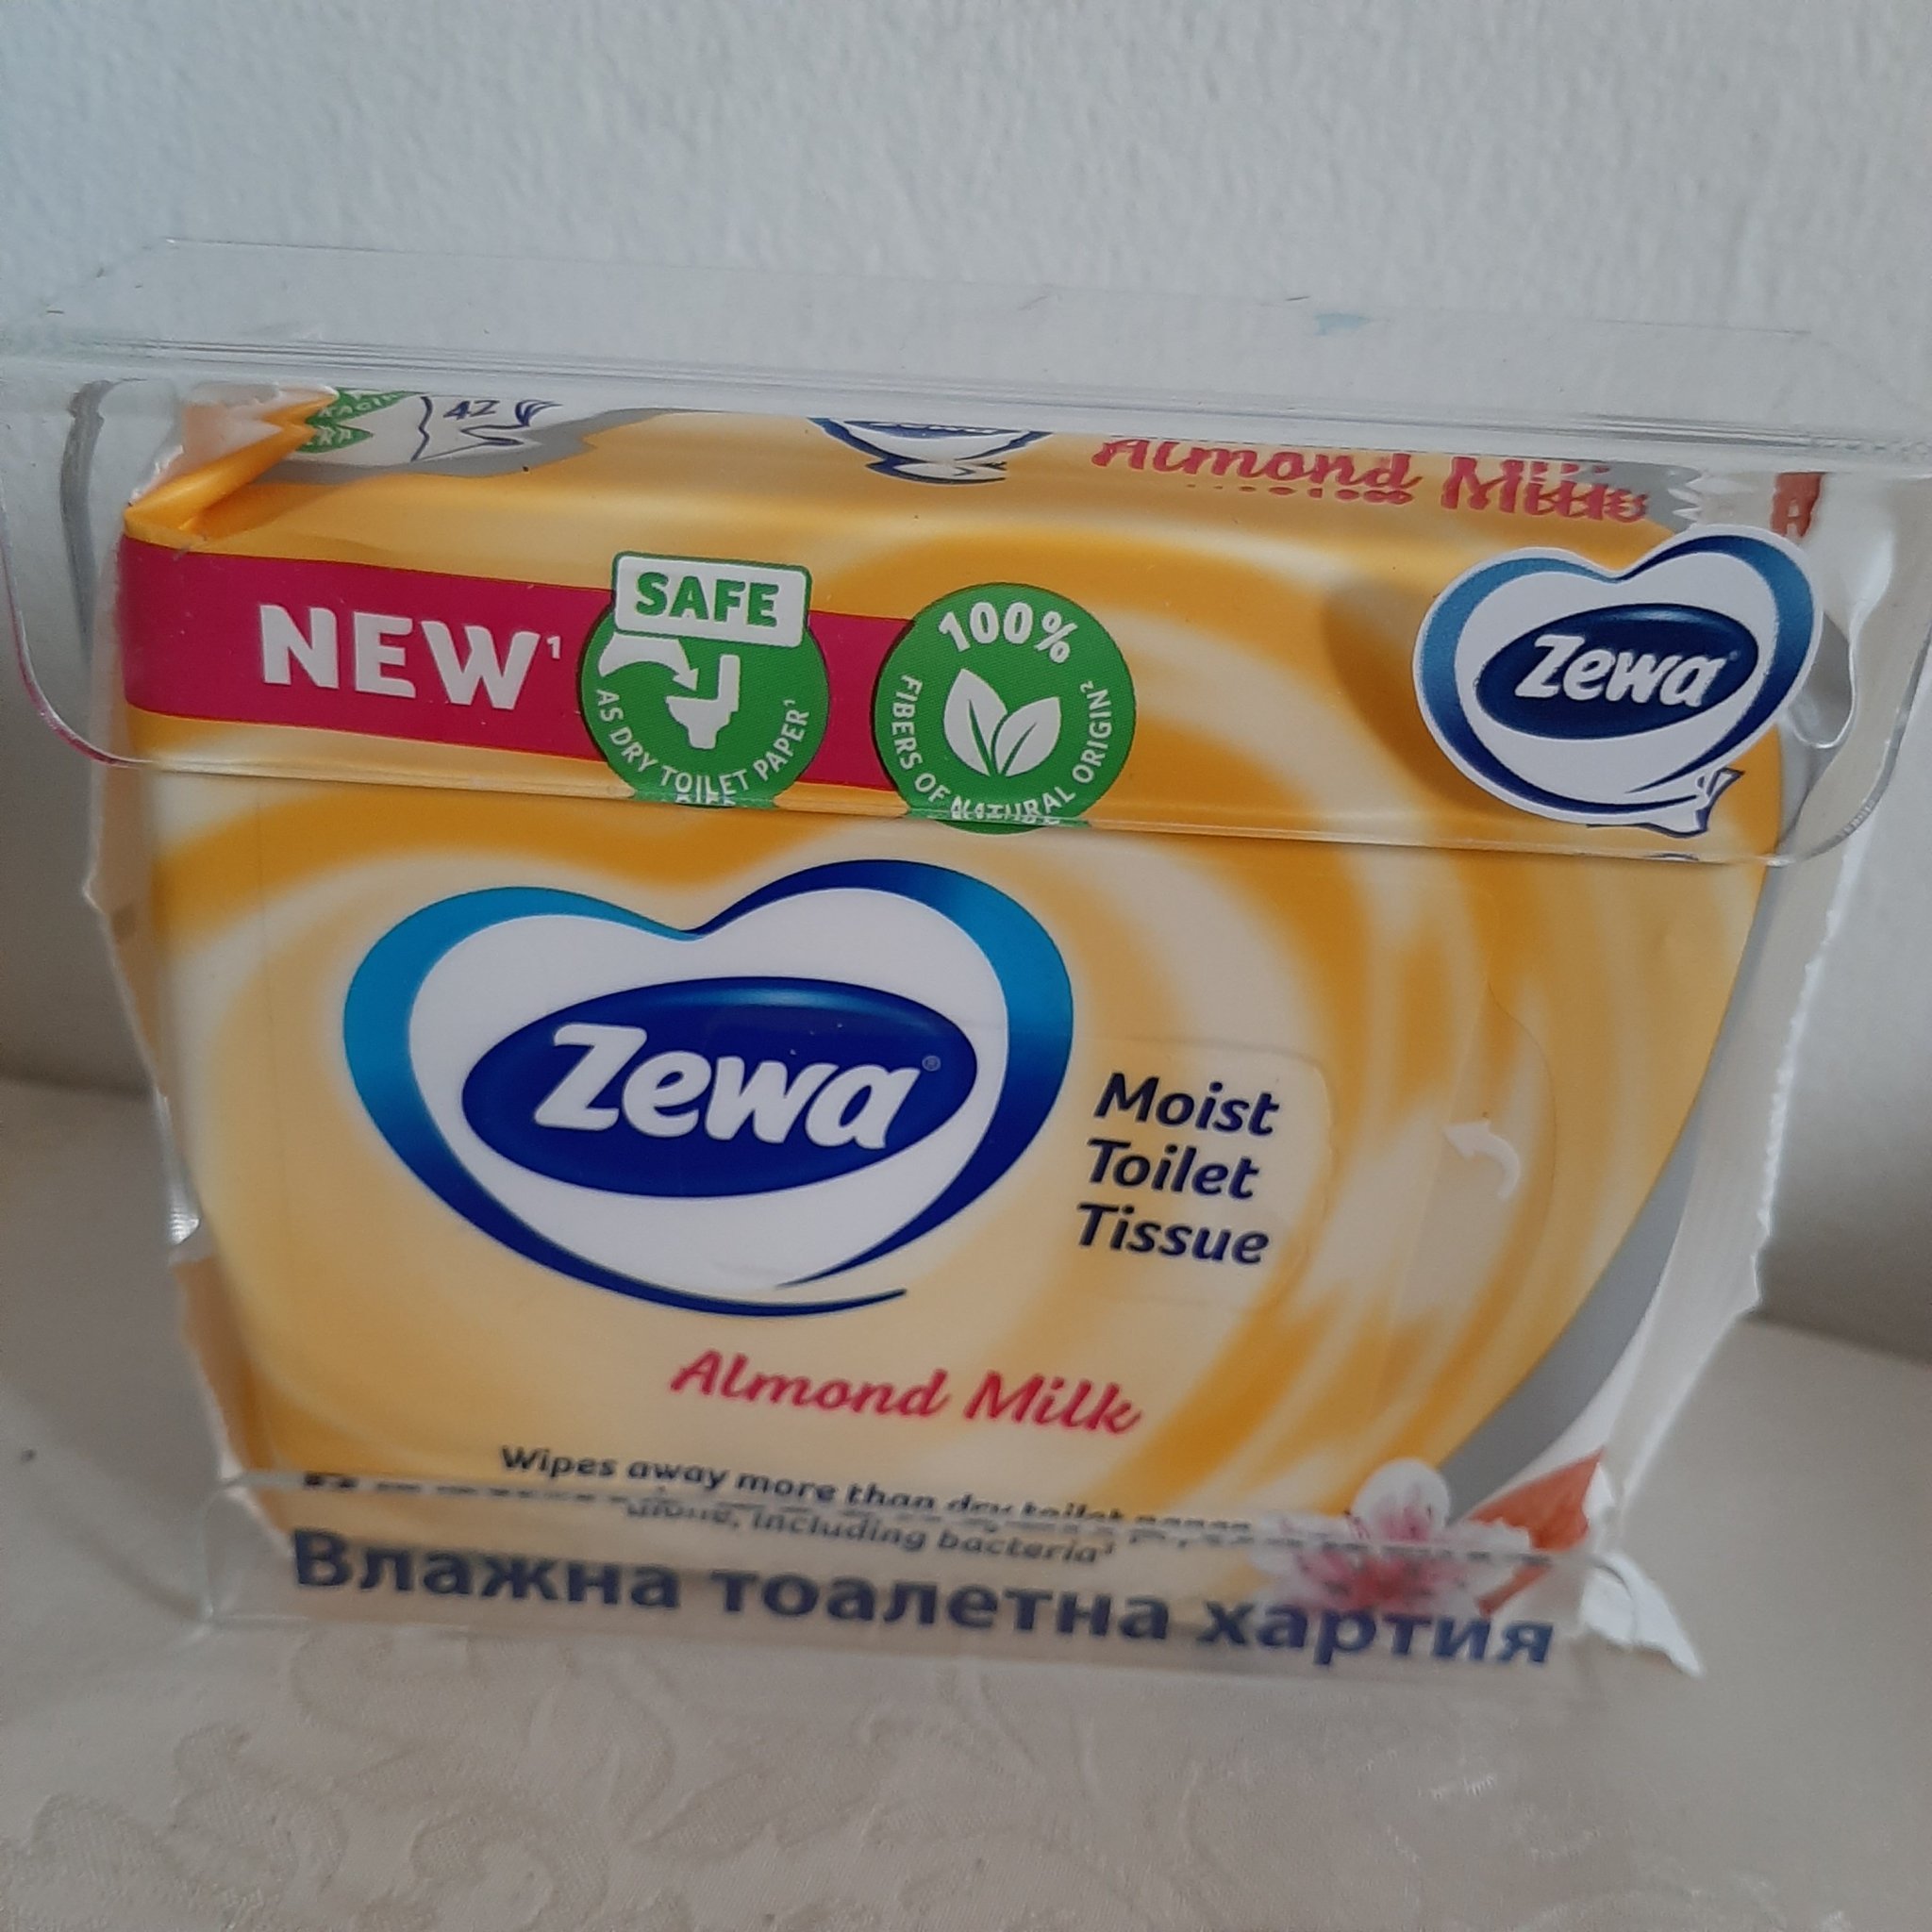 42
Almond Milk
NEW¹
SAFE
AS DRY TOILET PAPER¹
100%
FIBERS OF NATURAL ORIGIN²
Zewa
Zewa®
Moist
Toilet
Tissue
Almond Milk
Wipes away more than dry toilet paper
alone, including bacteria³
Влажна тоалетна хартия